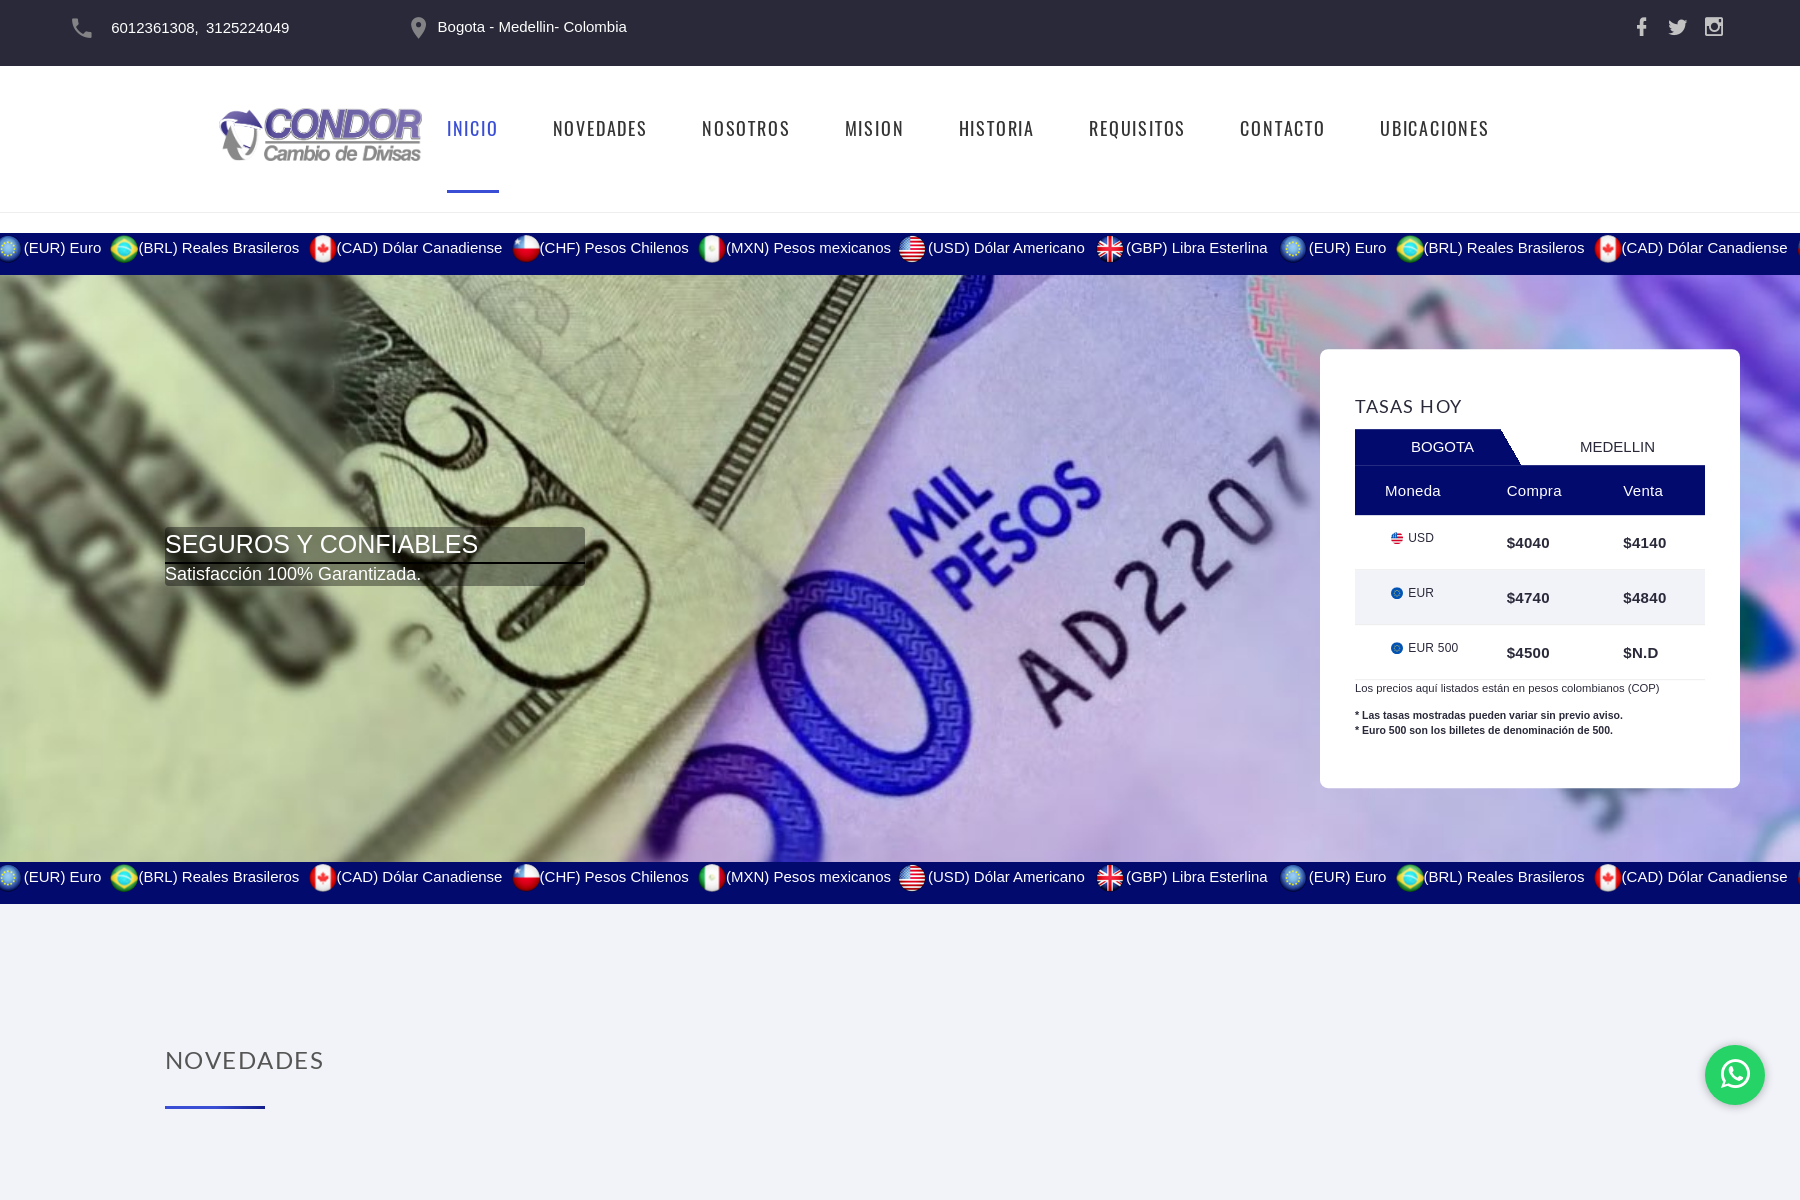 6012361308, 3125224049
Bogota - Medellin- Colombia
CONDOR
Cambio de Divisas
INICIO
NOVEDADES
NOSOTROS
MISION
HISTORIA
REQUISITOS
CONTACTO
UBICACIONES
(EUR) Euro (BRL) Reales Brasileros (CAD) Dólar Canadiense (CHF) Pesos Chilenos (MXN) Pesos mexicanos (USD) Dólar Americano (GBP) Libra Esterlina (EUR) Euro (BRL) Reales Brasileros (CAD) Dólar Canadiense
MIL
PESOS
AD2207
SEGUROS Y CONFIABLES
Satisfacción 100% Garantizada.
TASAS HOY
BOGOTA MEDELLIN
Moneda Compra Venta
USD $4040 $4140
EUR $4740 $4840
EUR 500 $4500 $N.D
Los precios aquí listados están en pesos colombianos (COP)
* Las tasas mostradas pueden variar sin previo aviso.
* Euro 500 son los billetes de denominación de 500.
(EUR) Euro (BRL) Reales Brasileros (CAD) Dólar Canadiense (CHF) Pesos Chilenos (MXN) Pesos mexicanos (USD) Dólar Americano (GBP) Libra Esterlina (EUR) Euro (BRL) Reales Brasileros (CAD) Dólar Canadiense
NOVEDADES